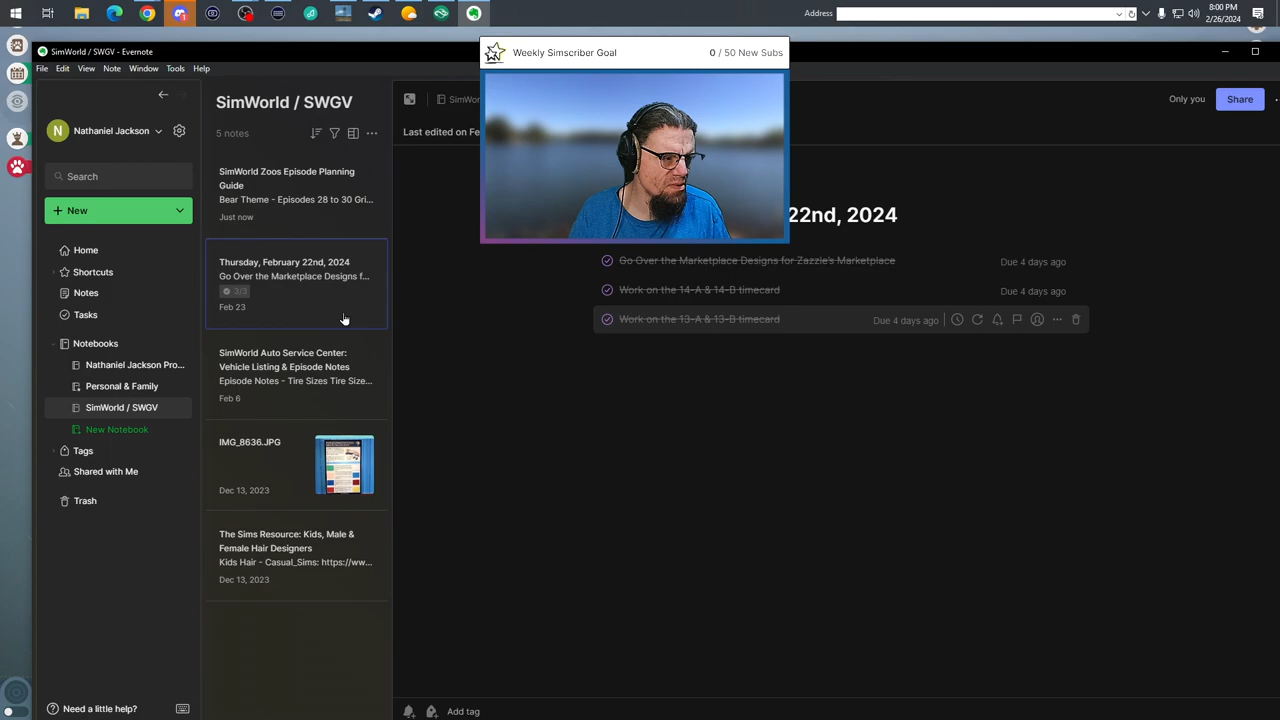 Address
8:00 PM
2/26/2024
SimWorld / SWGV - Evernote
File Edit View Note Window Tools Help
Weekly Simscriber Goal 0 / 50 New Subs
Nathaniel Jackson
Search
New
Home
Shortcuts
Notes
Tasks
Notebooks
Nathaniel Jackson Pro...
Personal & Family
SimWorld / SWGV
New Notebook
Tags
Shared with Me
Trash
Need a little help?
SimWorld / SWGV
5 notes
SimWorld Zoos Episode Planning
Guide
Bear Theme - Episodes 28 to 30 Gri...
Just now
Thursday, February 22nd, 2024
Go Over the Marketplace Designs f...
3/3
Feb 23
SimWorld Auto Service Center:
Vehicle Listing & Episode Notes
Episode Notes - Tire Sizes Tire Size...
Feb 6
IMG_8636.JPG
Dec 13, 2023
The Sims Resource: Kids, Male &
Female Hair Designers
Kids Hair - Casual_Sims: https://ww...
Dec 13, 2023
SimWo
Only you
Share
Last edited on Fe
22nd, 2024
Go Over the Marketplace Designs for Zazzle's Marketplace Due 4 days ago
Work on the 14-A & 14-B timecard Due 4 days ago
Work on the 13-A & 13-B timecard Due 4 days ago
Add tag